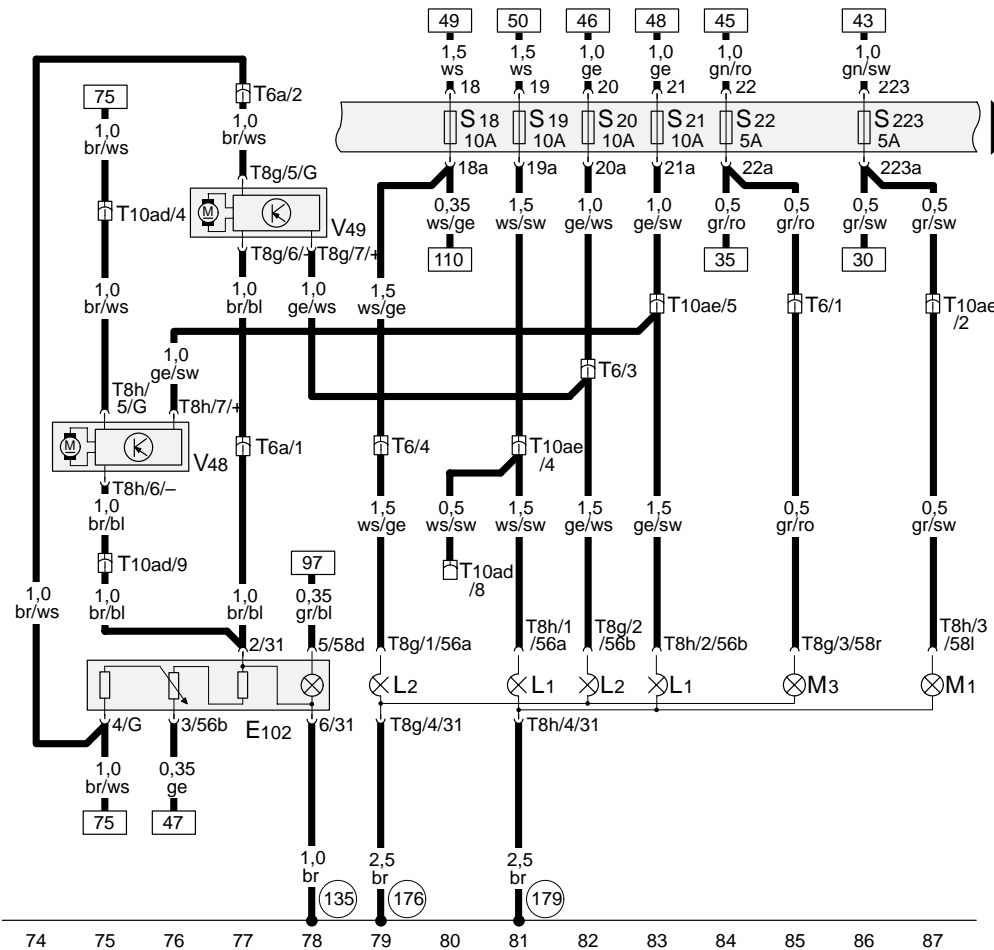 49 50 46 48 45 43
1,5 1,5 1,0 1,0 1,0 1,0
ws ws ge ge gn/ro gn/sw
18 19 20 21 22 223
S18 S19 S20 S21 S22 S223
10A 10A 10A 10A 5A 5A
18a 19a 20a 21a 22a 223a
75
1,0
br/ws
T6a/2
1,0
br/ws
T8g/5/G
T10ad/4
M
V49
T8g/6/– T8g/7/+
0,35 1,5 1,0 1,0 0,5 0,5 0,5 0,5
ws/ge ws/sw ge/ws ge/sw gr/ro gr/ro gr/sw gr/sw
110 35 30
1,0 1,0 1,0 1,5
br/ws br/bl ge/ws ws/ge
T10ae/5 T6/1 T10ae
/2
1,0
ge/sw
T6/3
T8h/
5/G
T8h/7/+
M
V48
T8h/6/–
T6a/1 T6/4 T10ae
/4
1,0 1,5 0,5 1,5 1,5 1,5 0,5 0,5
br/bl ws/ge ws/sw ws/sw ge/ws ge/sw gr/ro gr/sw
T10ad/9
97
T10ad
/8
1,0 1,0 1,0 0,35
br/ws br/bl br/bl gr/bl
2/31 5/58d T8g/1/56a T8h/1
/56a T8g/2
/56b T8h/2/56b T8g/3/58r T8h/3
/58l
L2 L1 L2 L1 M3 M1
4/G 3/56b E102 6/31 T8g/4/31 T8h/4/31
1,0 0,35
br/ws ge
75 47
1,0 2,5 2,5
br br br
135 176 179
74 75 76 77 78 79 80 81 82 83 84 85 86 87